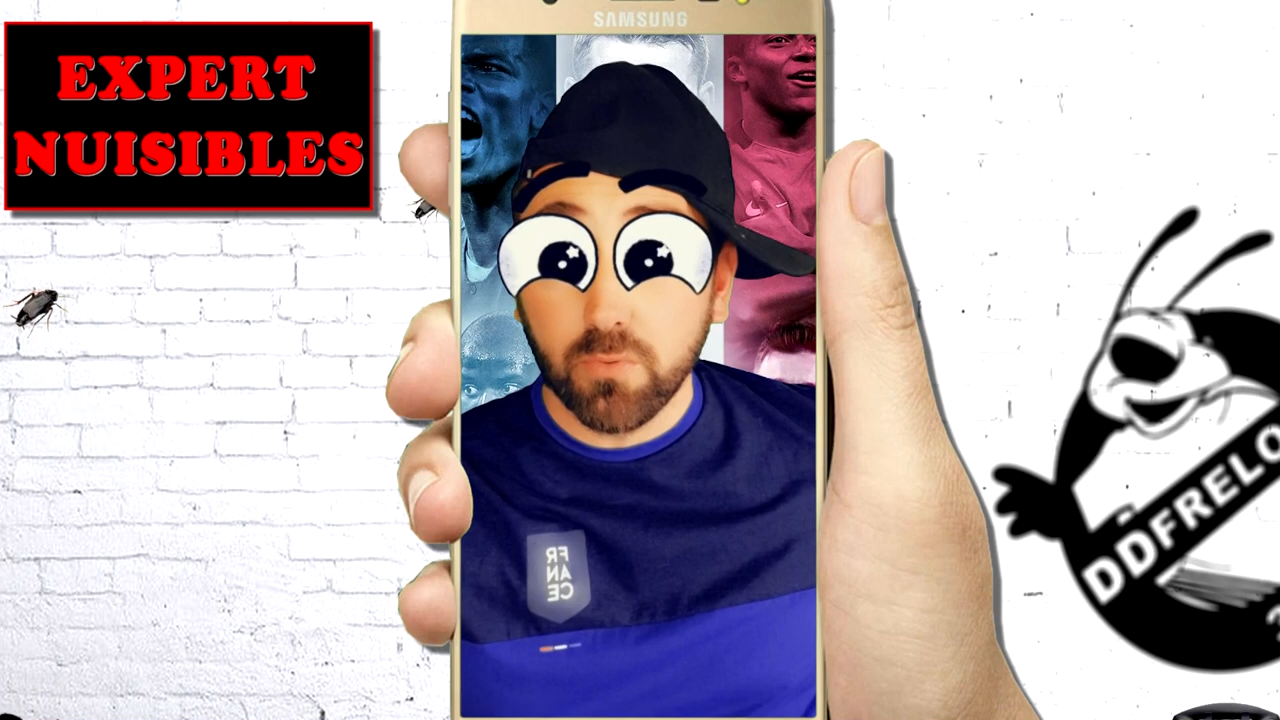 SAMSUNG
EXPERT
NUISIBLES
FR
AN
CE
DDFRELO